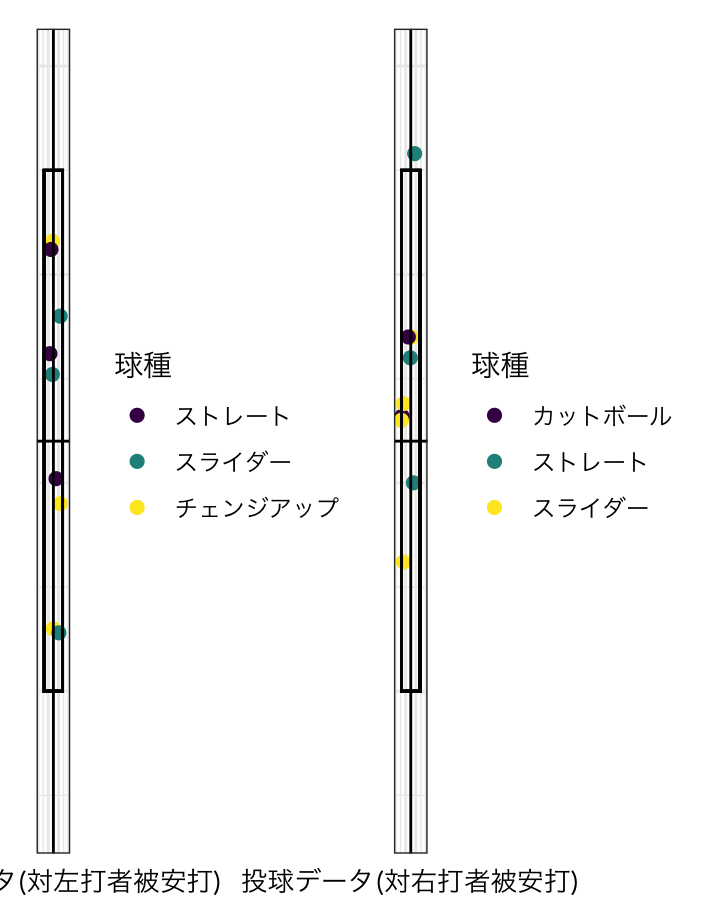 球種
ストレート
スライダー
チェンジアップ
球種
カットボール
ストレート
スライダー
タ(対左打者被安打)
投球データ(対右打者被安打)